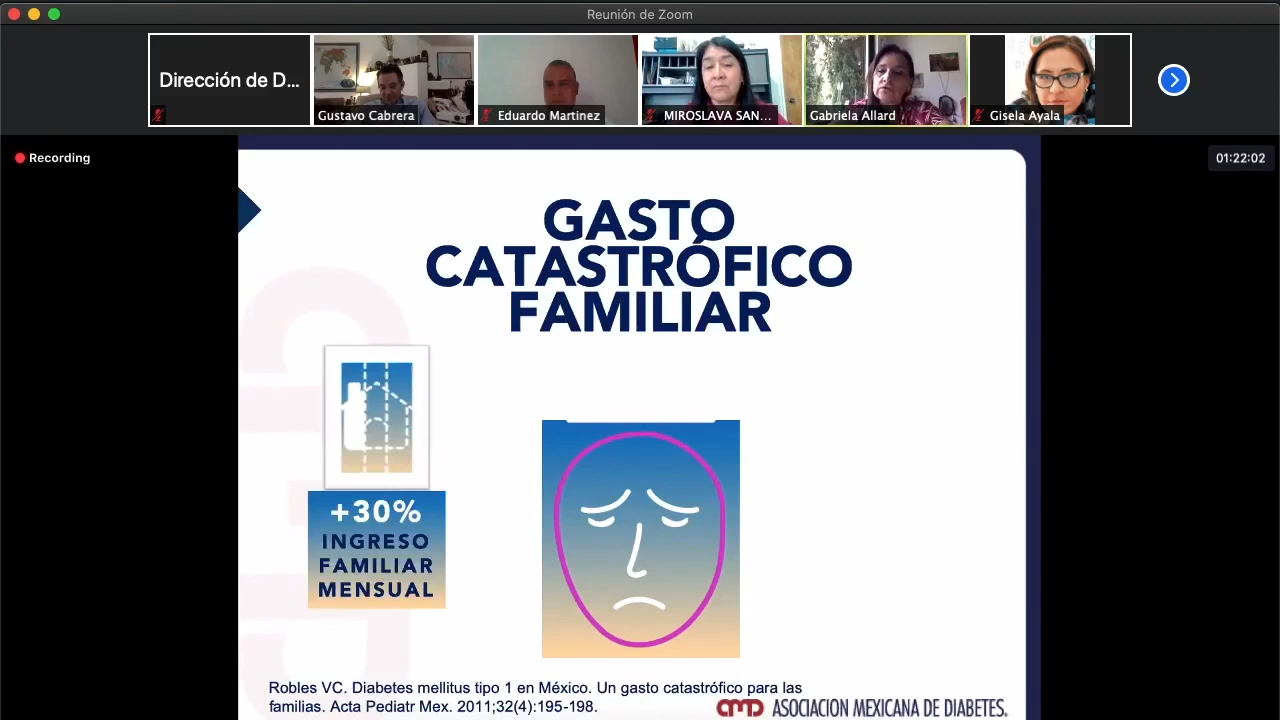 Reunión de Zoom
Dirección de D...
Gustavo Cabrera
Eduardo Martinez
MIROSLAVA SAN...
Gabriela Allard
Gisela Ayala
Recording
01:22:02
GASTO
CATASTRÓFICO
FAMILIAR
+30%
INGRESO
FAMILIAR
MENSUAL
Robles VC. Diabetes mellitus tipo 1 en México. Un gasto catastrófico para las
familias. Acta Pediatr Mex. 2011;32(4):195-198.
AMD ASOCIACION MEXICANA DE DIABETES.